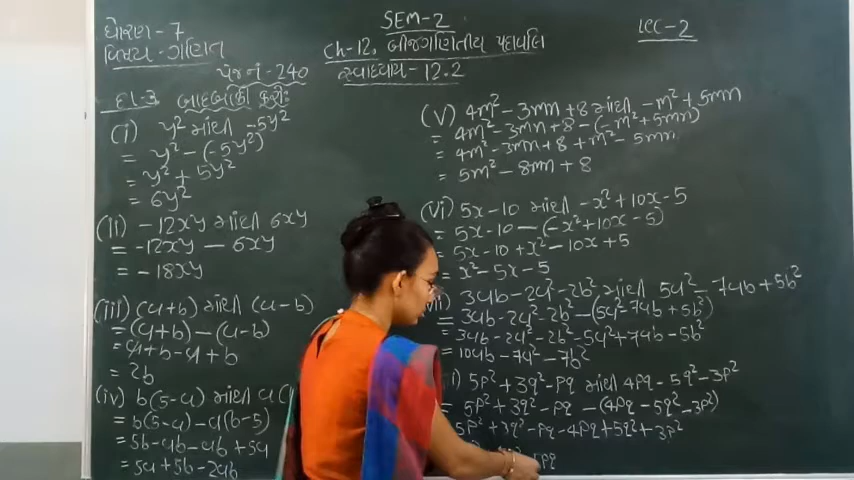 ધોરણ - 7
વિષય - ગણિત
SEM-2
Ch-12. બીજગણિતીય પદાવલિ
સ્વાધ્યાય - 12.2
LEC - 2
પેજ નં - 240
દા-3 બાદબાકી કરો:
(i) y² માંથી -5y²
= y² - (-5y²)
= y² + 5y²
= 6y²
(ii) -12xy માંથી 6xy
= -12xy - 6xy
= -18xy
(iii) (a+b) માંથી (a-b)
= (a+b) - (a-b)
= a+b-a+b
= 2b
(iv) b(5-a) માંથી a(
= b(5-a) - a(b-5)
= 5b-ab-ab+5a
= 5a+5b-2ab
(v) 4m² - 3mn + 8 માંથી -m² + 5mn
= 4m² - 3mn + 8 - (-m² + 5mn)
= 4m² - 3mn + 8 + m² - 5mn
= 5m² - 8mn + 8
(vi) 5x - 10 માંથી -x² + 10x - 5
= 5x - 10 - (-x² + 10x - 5)
= 5x - 10 + x² - 10x + 5
= x² - 5x - 5
ii) 3ab - 2a² - 2b² માંથી 5a² - 7ab + 5b²
= 3ab - 2a² - 2b² - (5a² - 7ab + 5b²)
= 3ab - 2a² - 2b² - 5a² + 7ab - 5b²
= 10ab - 7a² - 7b²
i) 5p² + 3q² - pq માંથી 4pq - 5q² - 3p²
= 5p² + 3q² - pq - (4pq - 5q² - 3p²)
5p² + 3q² - pq - 4pq + 5q² + 3p²
5pq